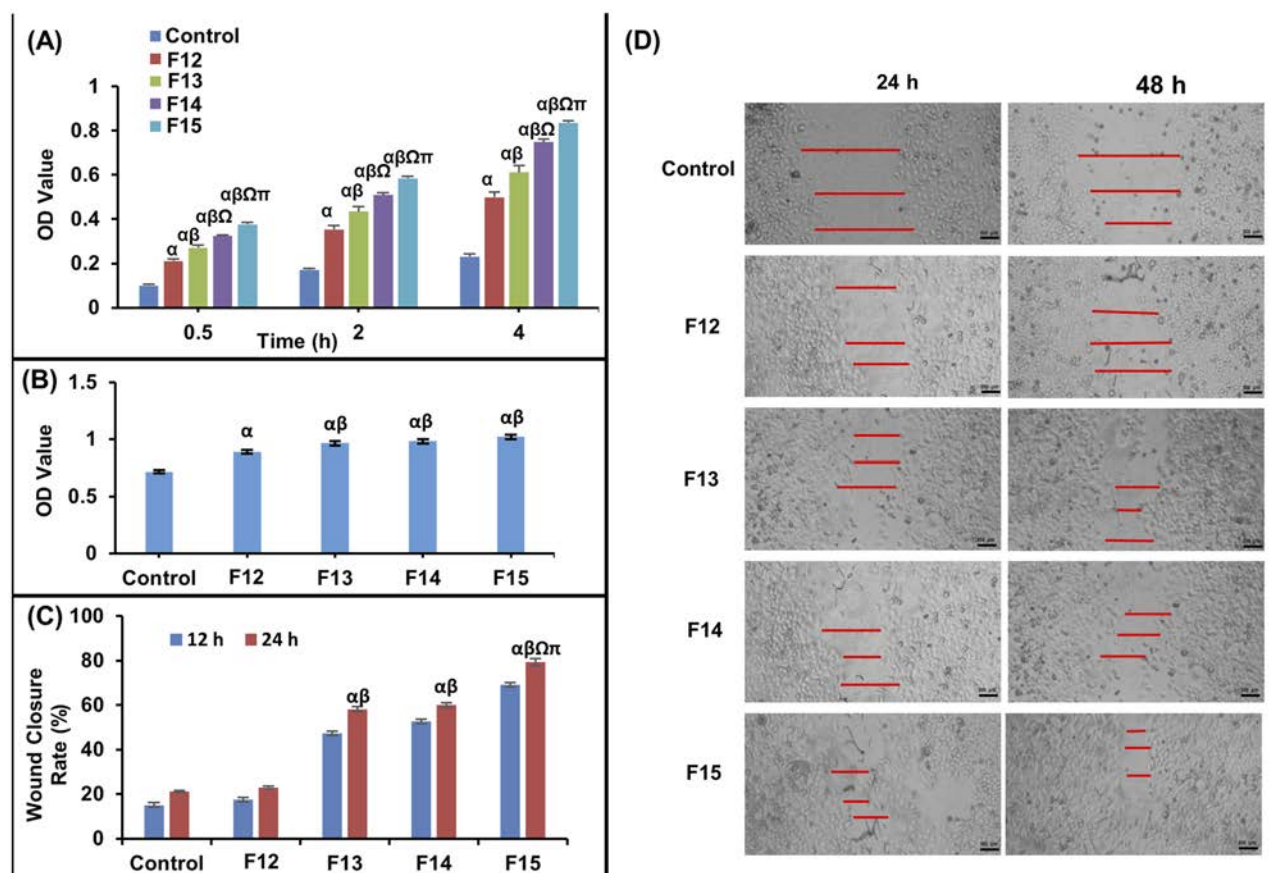 (A)
Control
F12
F13
F14
F15
OD Value
1
0.8
0.6
0.4
0.2
0
α αβ αβΩ αβΩπ
α αβ αβΩ αβΩπ
α αβ αβΩ αβΩπ
0.5 2 4
Time (h)
(B)
OD Value
1.5
1
0.5
0
α αβ αβ αβ
Control F12 F13 F14 F15
(C)
12 h 24 h
Wound Closure
Rate (%)
100
80
60
40
20
0
αβ αβ αβΩπ
Control F12 F13 F14 F15
(D)
24 h 48 h
Control
F12
F13
F14
F15